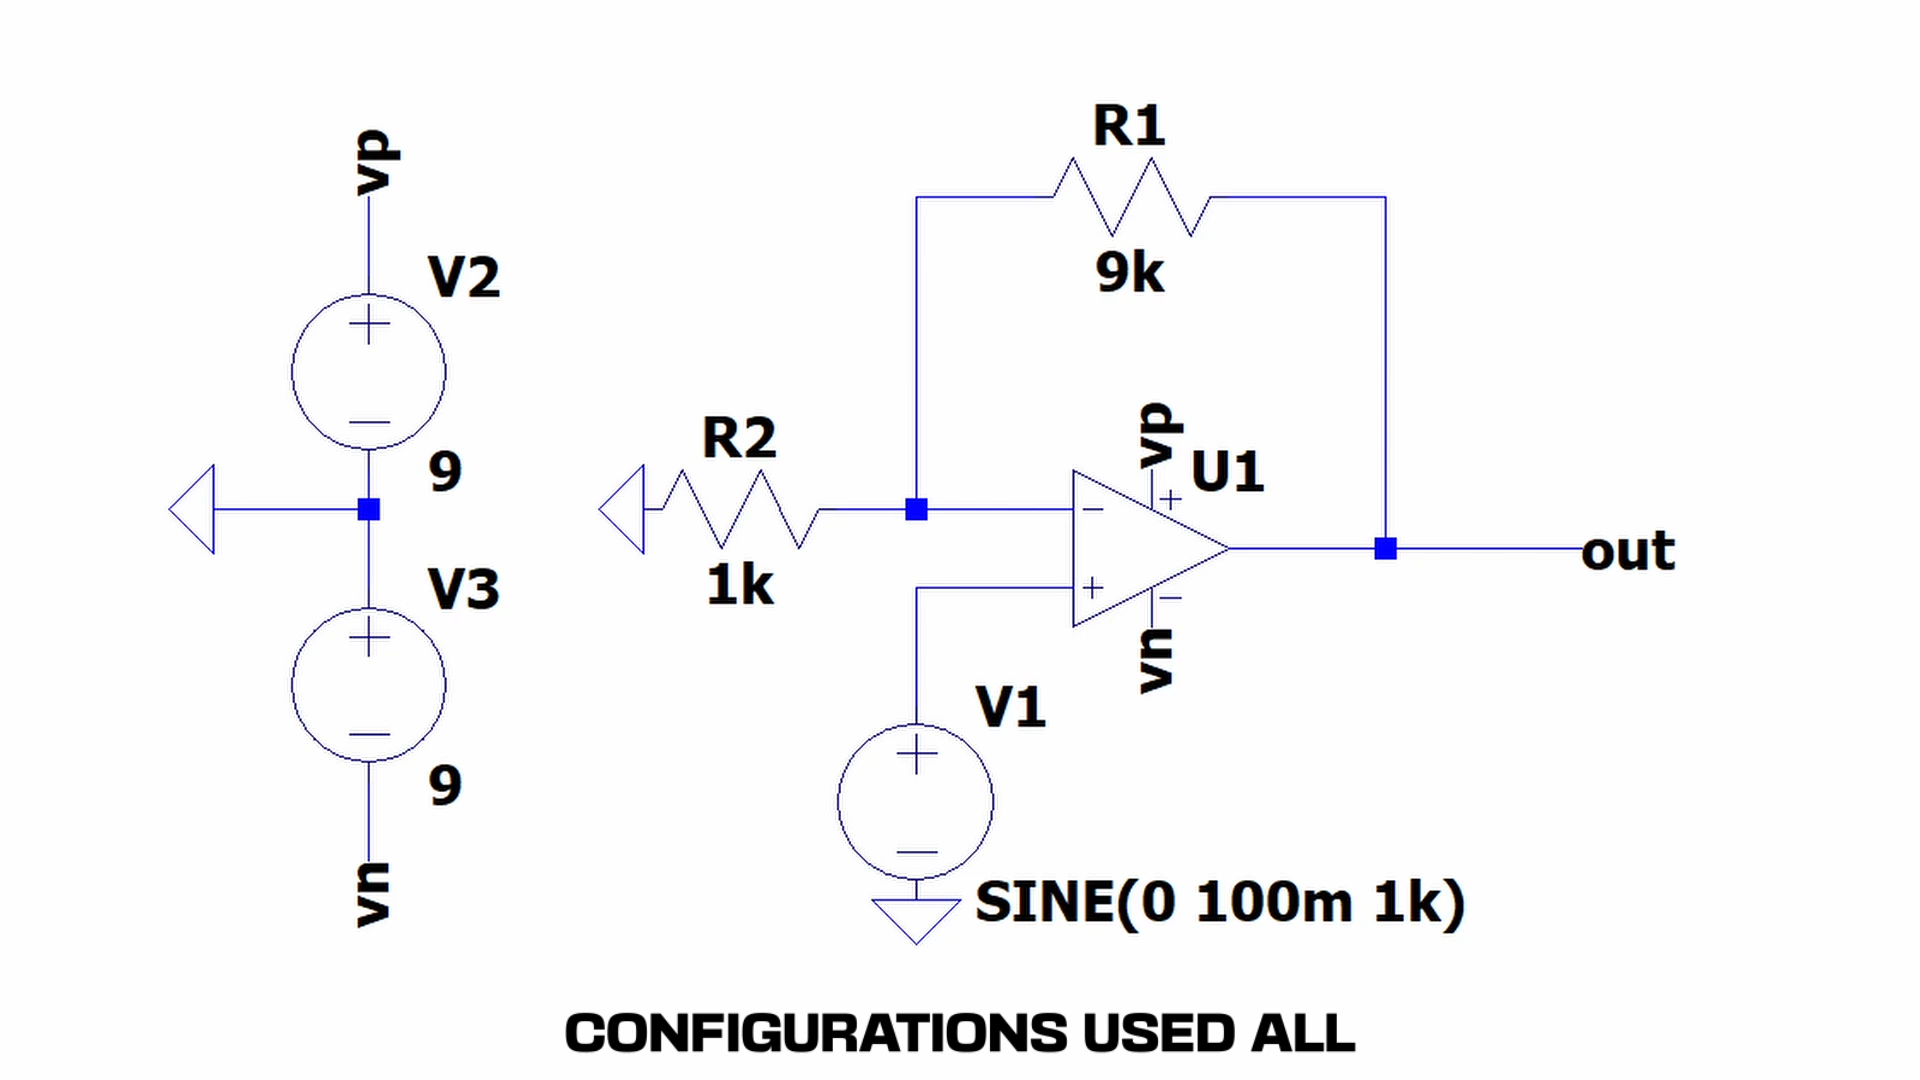 vp
V2
9
V3
9
vn
R1
9k
R2
1k
vp
U1
vn
out
V1
SINE(0 100m 1k)
CONFIGURATIONS USED ALL